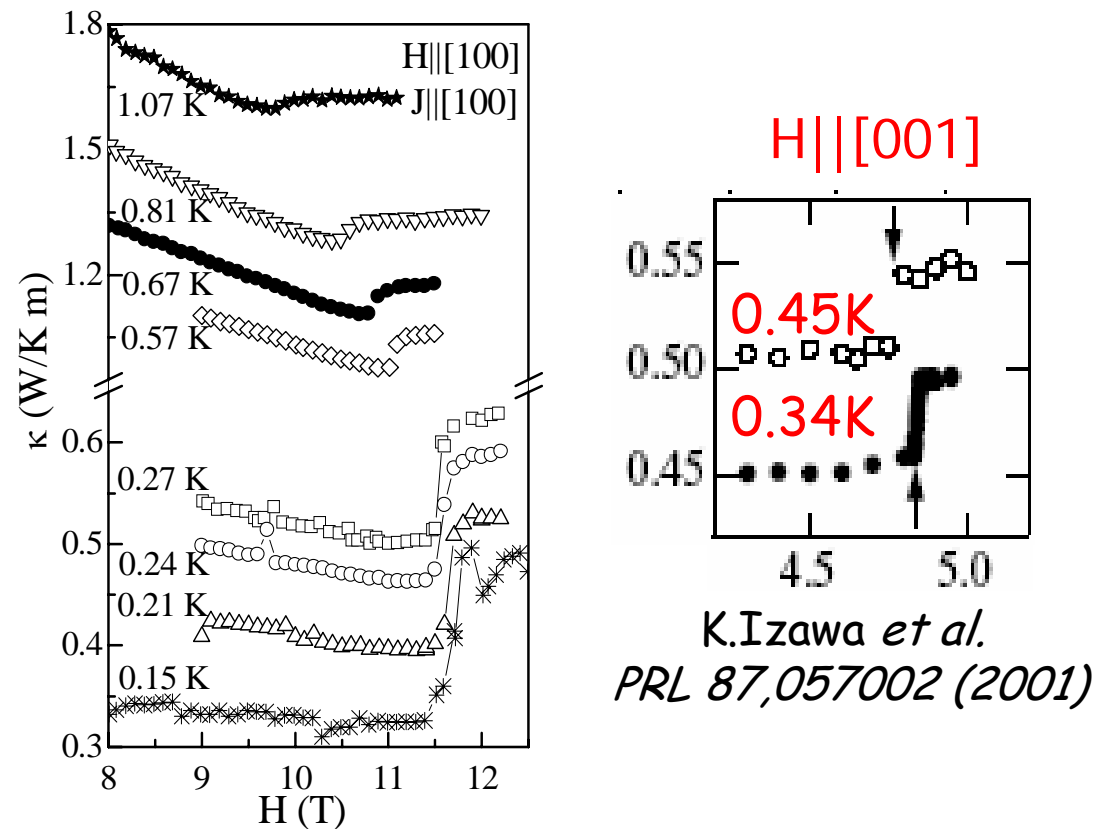 1.8
H||[100]
J||[100]
1.07 K
1.5
0.81 K
1.2
0.67 K
0.57 K
κ (W/K m)
0.6
0.27 K
0.5
0.24 K
0.21 K
0.4
0.15 K
0.3
8 9 10 11 12
H (T)
H||[001]
0.55
0.45K
0.50
0.34K
0.45
4.5 5.0
K.Izawa et al.
PRL 87,057002 (2001)